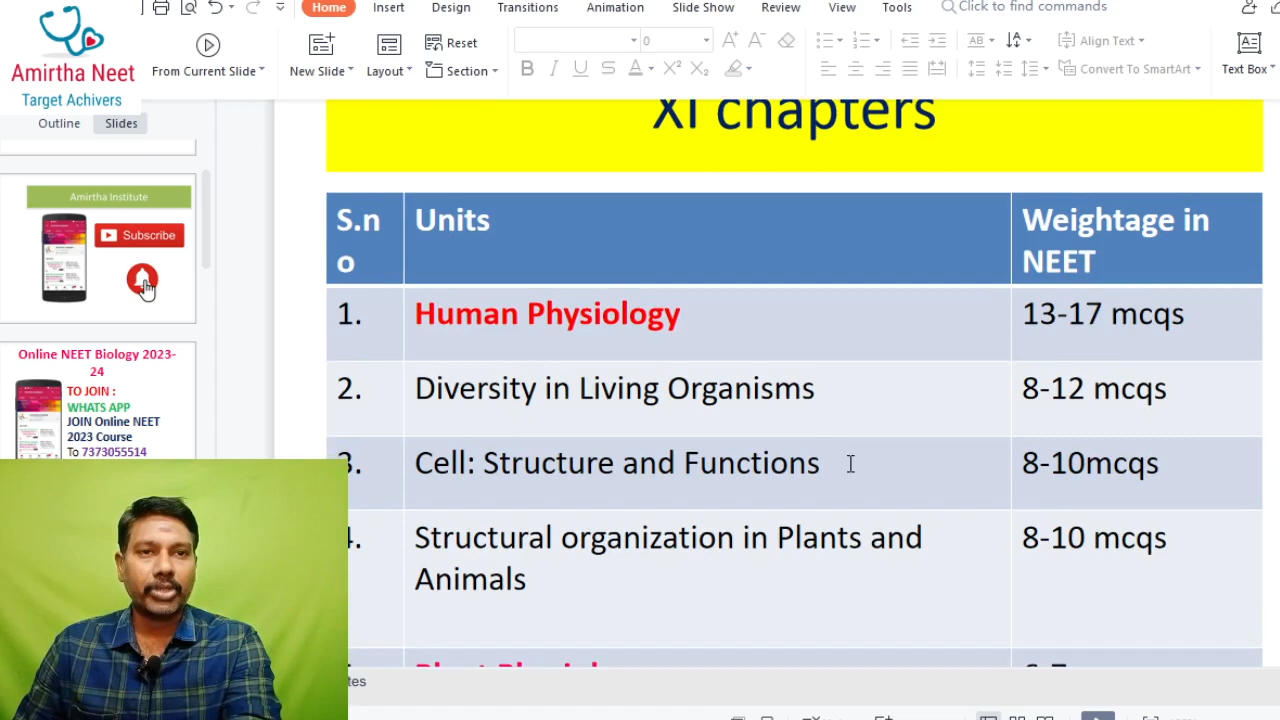 Home Insert Design Transitions Animation Slide Show Review View Tools Click to find commands
Amirtha Neet
Target Achivers
From Current Slide
New Slide
Layout
Reset
Section
0
Align Text
Convert To SmartArt
Text Box
Outline Slides
Amirtha Institute
Subscribe
Online NEET Biology 2023-
24
TO JOIN :
WHATS APP
JOIN Online NEET
2023 Course
To 7373055514
XI chapters
S.n
o
Units
Weightage in
NEET
1. Human Physiology 13-17 mcqs
2. Diversity in Living Organisms 8-12 mcqs
3. Cell: Structure and Functions 8-10mcqs
4. Structural organization in Plants and
Animals
8-10 mcqs